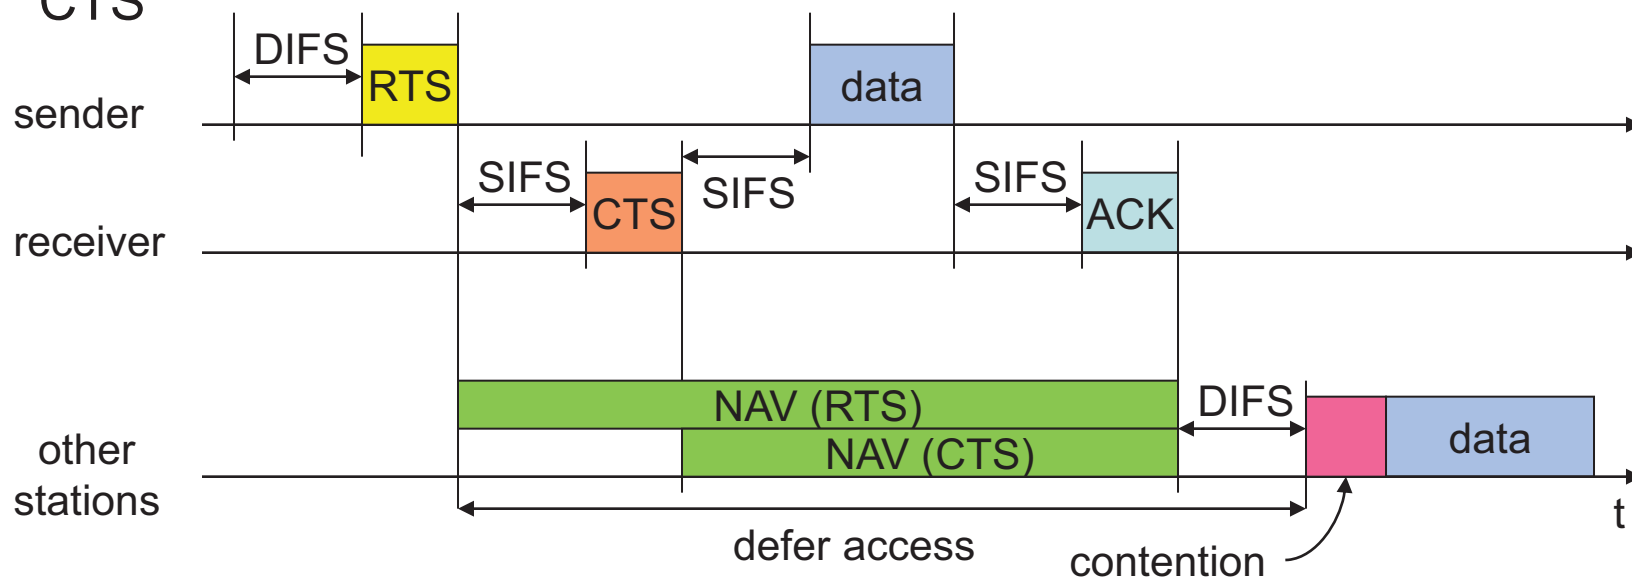 CTS
DIFS
RTS
data
sender
SIFS
SIFS
SIFS
CTS
ACK
receiver
NAV (RTS)
DIFS
NAV (CTS)
data
other
stations
t
defer access
contention